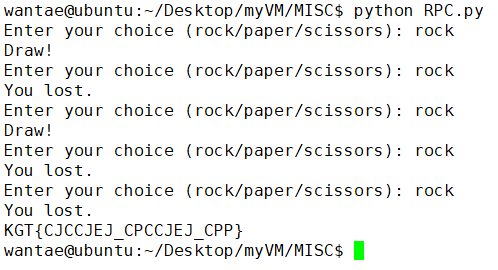 wantae@ubuntu:~/Desktop/myVM/MISC$ python RPC.py
Enter your choice (rock/paper/scissors): rock
Draw!
Enter your choice (rock/paper/scissors): rock
You lost.
Enter your choice (rock/paper/scissors): rock
Draw!
Enter your choice (rock/paper/scissors): rock
You lost.
Enter your choice (rock/paper/scissors): rock
You lost.
KGT{CJCCJEJ_CPCCJEJ_CPP}
wantae@ubuntu:~/Desktop/myVM/MISC$